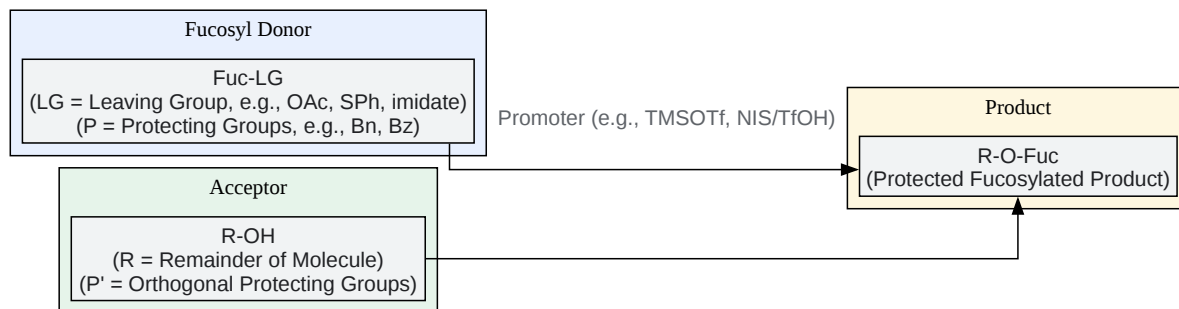 Fucosyl Donor
Fuc-LG
(LG = Leaving Group, e.g., OAc, SPh, imidate)
(P = Protecting Groups, e.g., Bn, Bz)
Promoter (e.g., TMSOTf, NIS/TfOH)
Product
R-O-Fuc
(Protected Fucosylated Product)
Acceptor
R-OH
(R = Remainder of Molecule)
(P' = Orthogonal Protecting Groups)